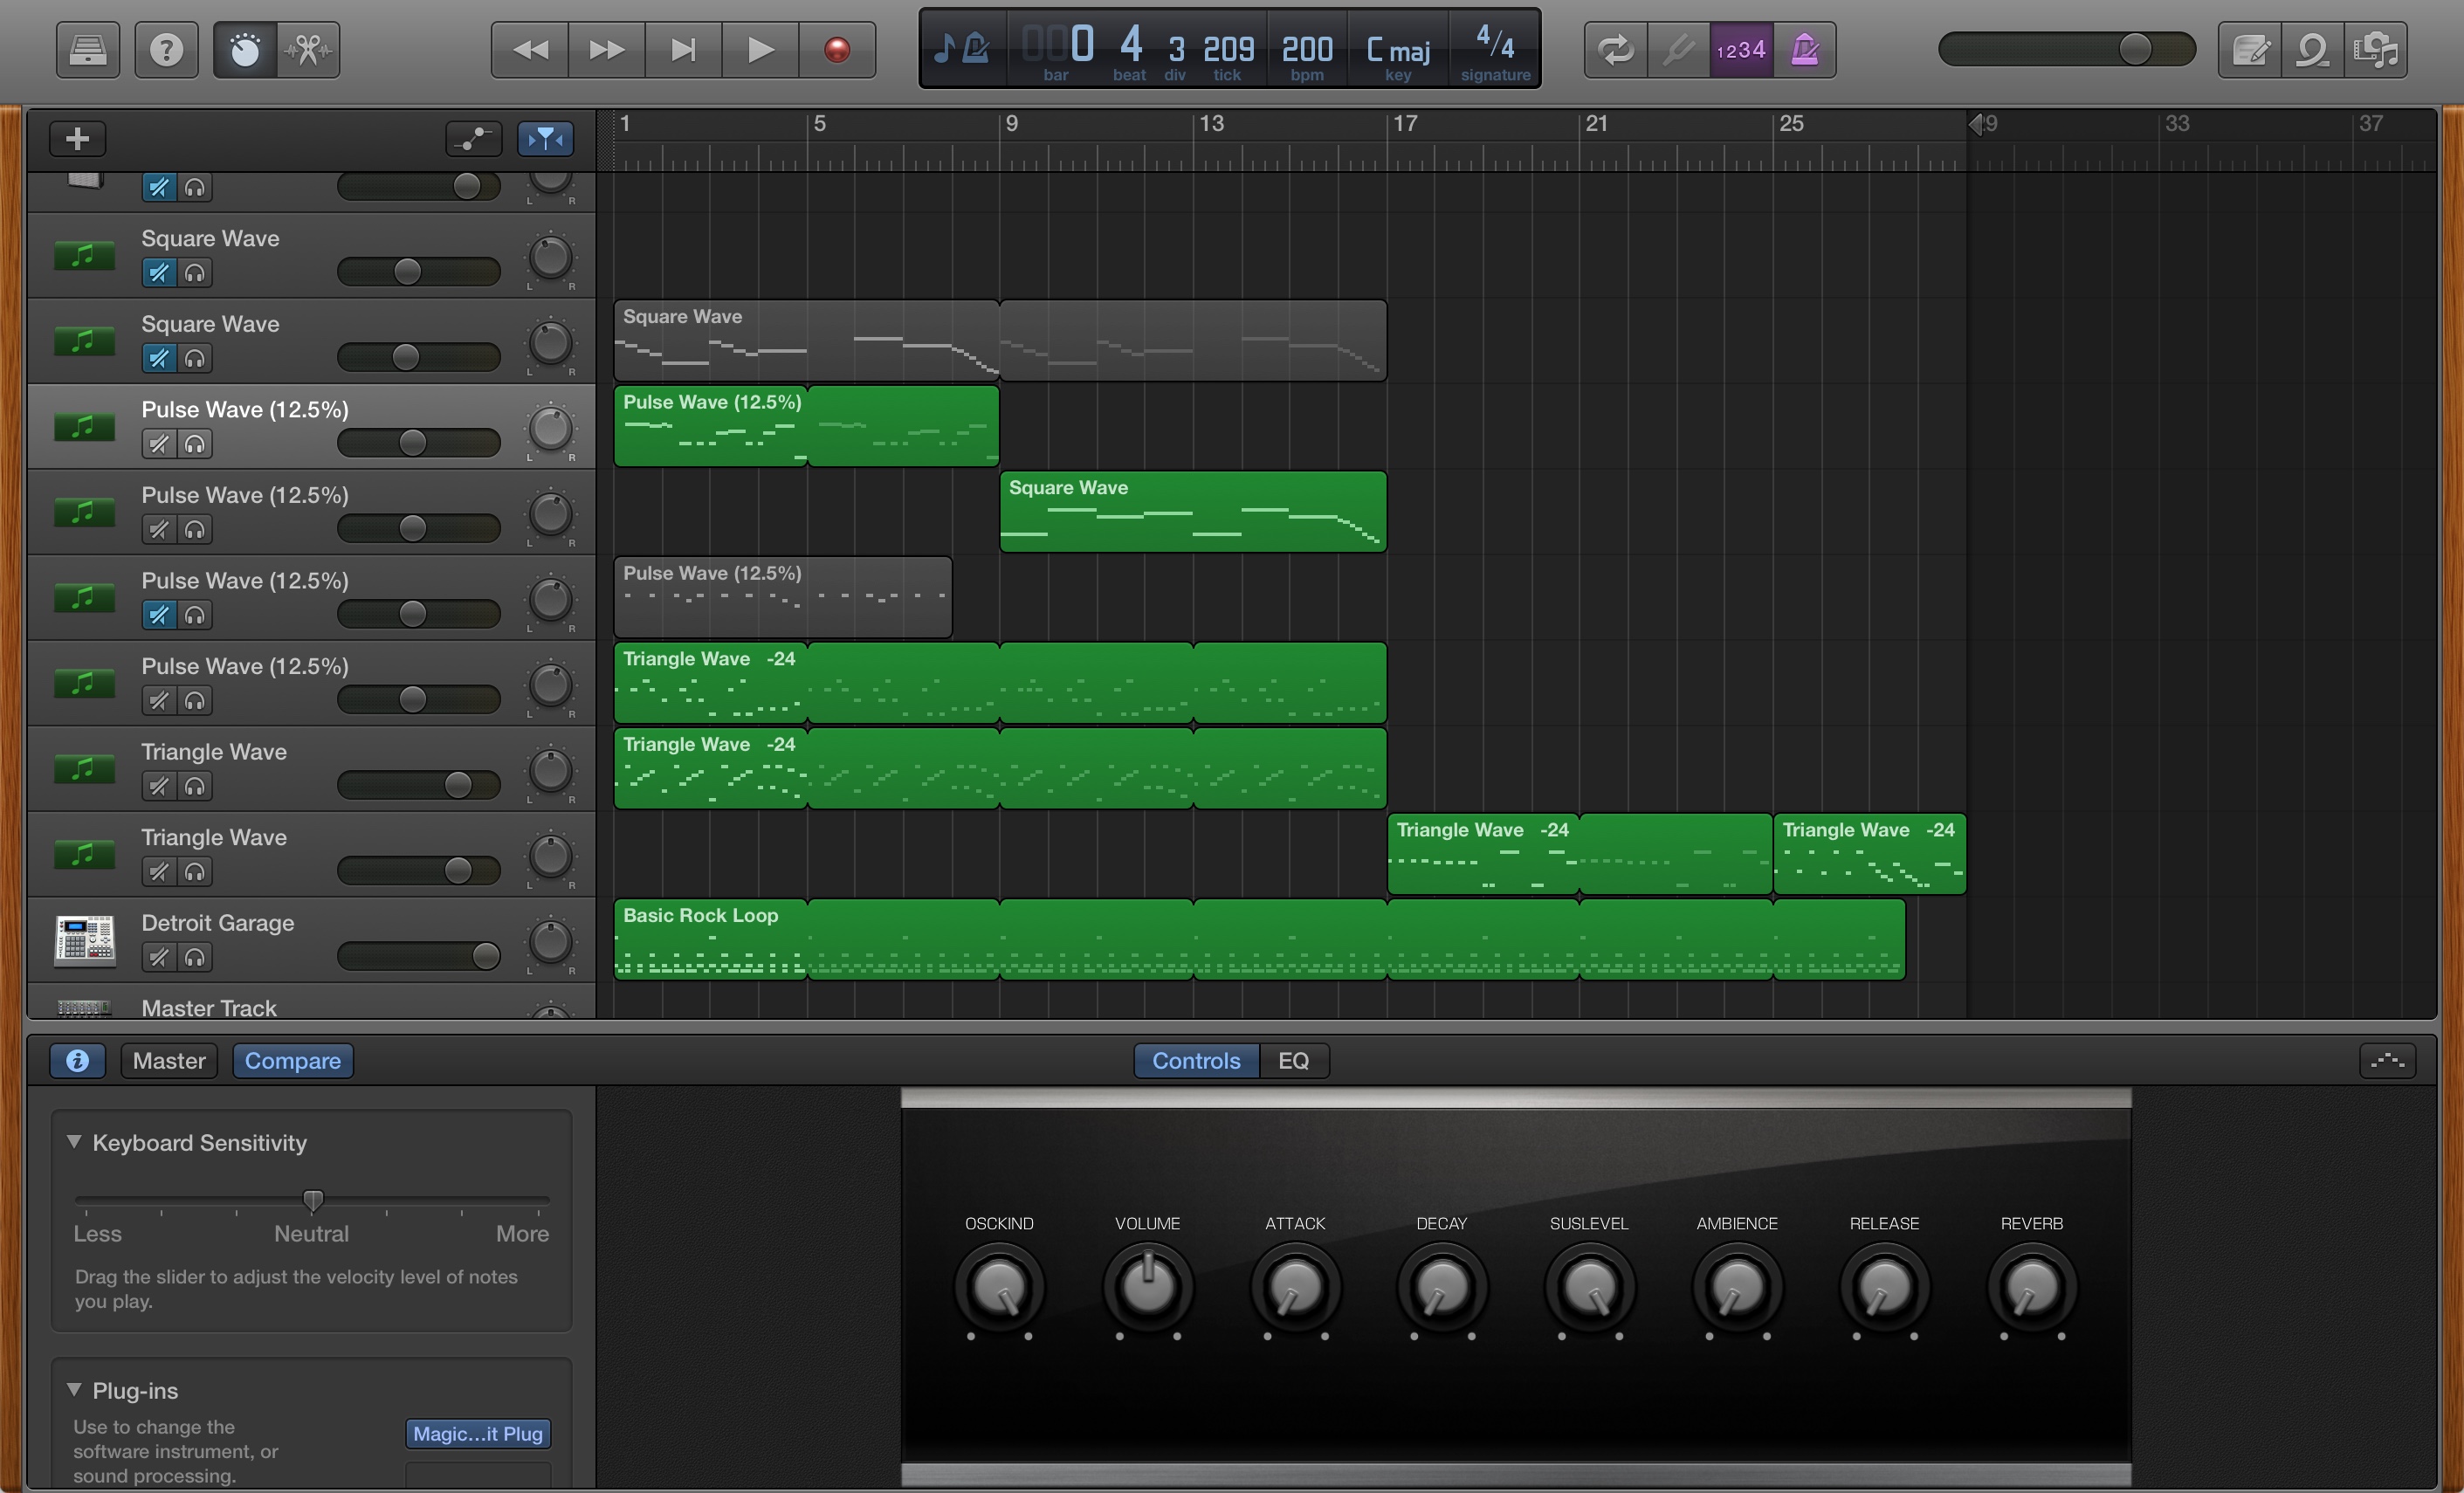 0 4 3 209 200 C maj 4/4
bar beat div tick bpm key signature
1234
1 5 9 13 17 21 25 29 33 37
L R
Square Wave
L R
Square Wave
L R
Square Wave
Pulse Wave (12.5%)
L R
Pulse Wave (12.5%)
Pulse Wave (12.5%)
L R
Square Wave
Pulse Wave (12.5%)
L R
Pulse Wave (12.5%)
Pulse Wave (12.5%)
L R
Triangle Wave -24
Triangle Wave
L R
Triangle Wave -24
Triangle Wave
L R
Triangle Wave -24
Triangle Wave -24
Detroit Garage
L R
Basic Rock Loop
Master Track
Master Compare Controls EQ
Keyboard Sensitivity
Less Neutral More
Drag the slider to adjust the velocity level of notes
you play.
Plug-ins
Use to change the
software instrument, or
sound processing.
Magic...it Plug
OSCKIND VOLUME ATTACK DECAY SUSLEVEL AMBIENCE RELEASE REVERB